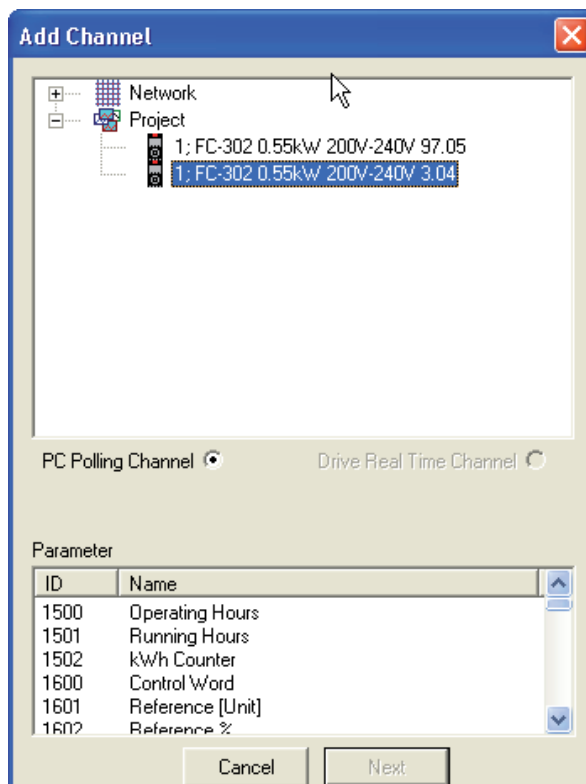 Add Channel
Network
Project
1; FC-302 0.55kW 200V-240V 97.05
1; FC-302 0.55kW 200V-240V 3.04
PC Polling Channel Drive Real Time Channel
Parameter
ID Name
1500 Operating Hours
1501 Running Hours
1502 kWh Counter
1600 Control Word
1601 Reference [Unit]
1602 Reference %
Cancel Next